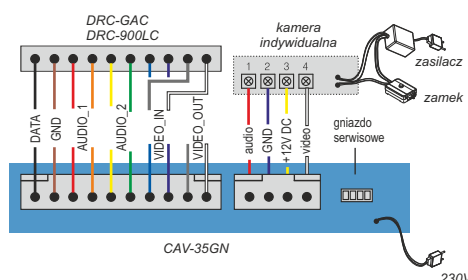 DRC-GAC
DRC-900LC
kamera
indywidualna
zasilacz
zamek
1 2 3 4
DATA
GND
AUDIO_1
AUDIO_2
VIDEO_IN
VIDEO_OUT
audio
GND
+12V DC
video
gniazdo
serwisowe
CAV-35GN
230V